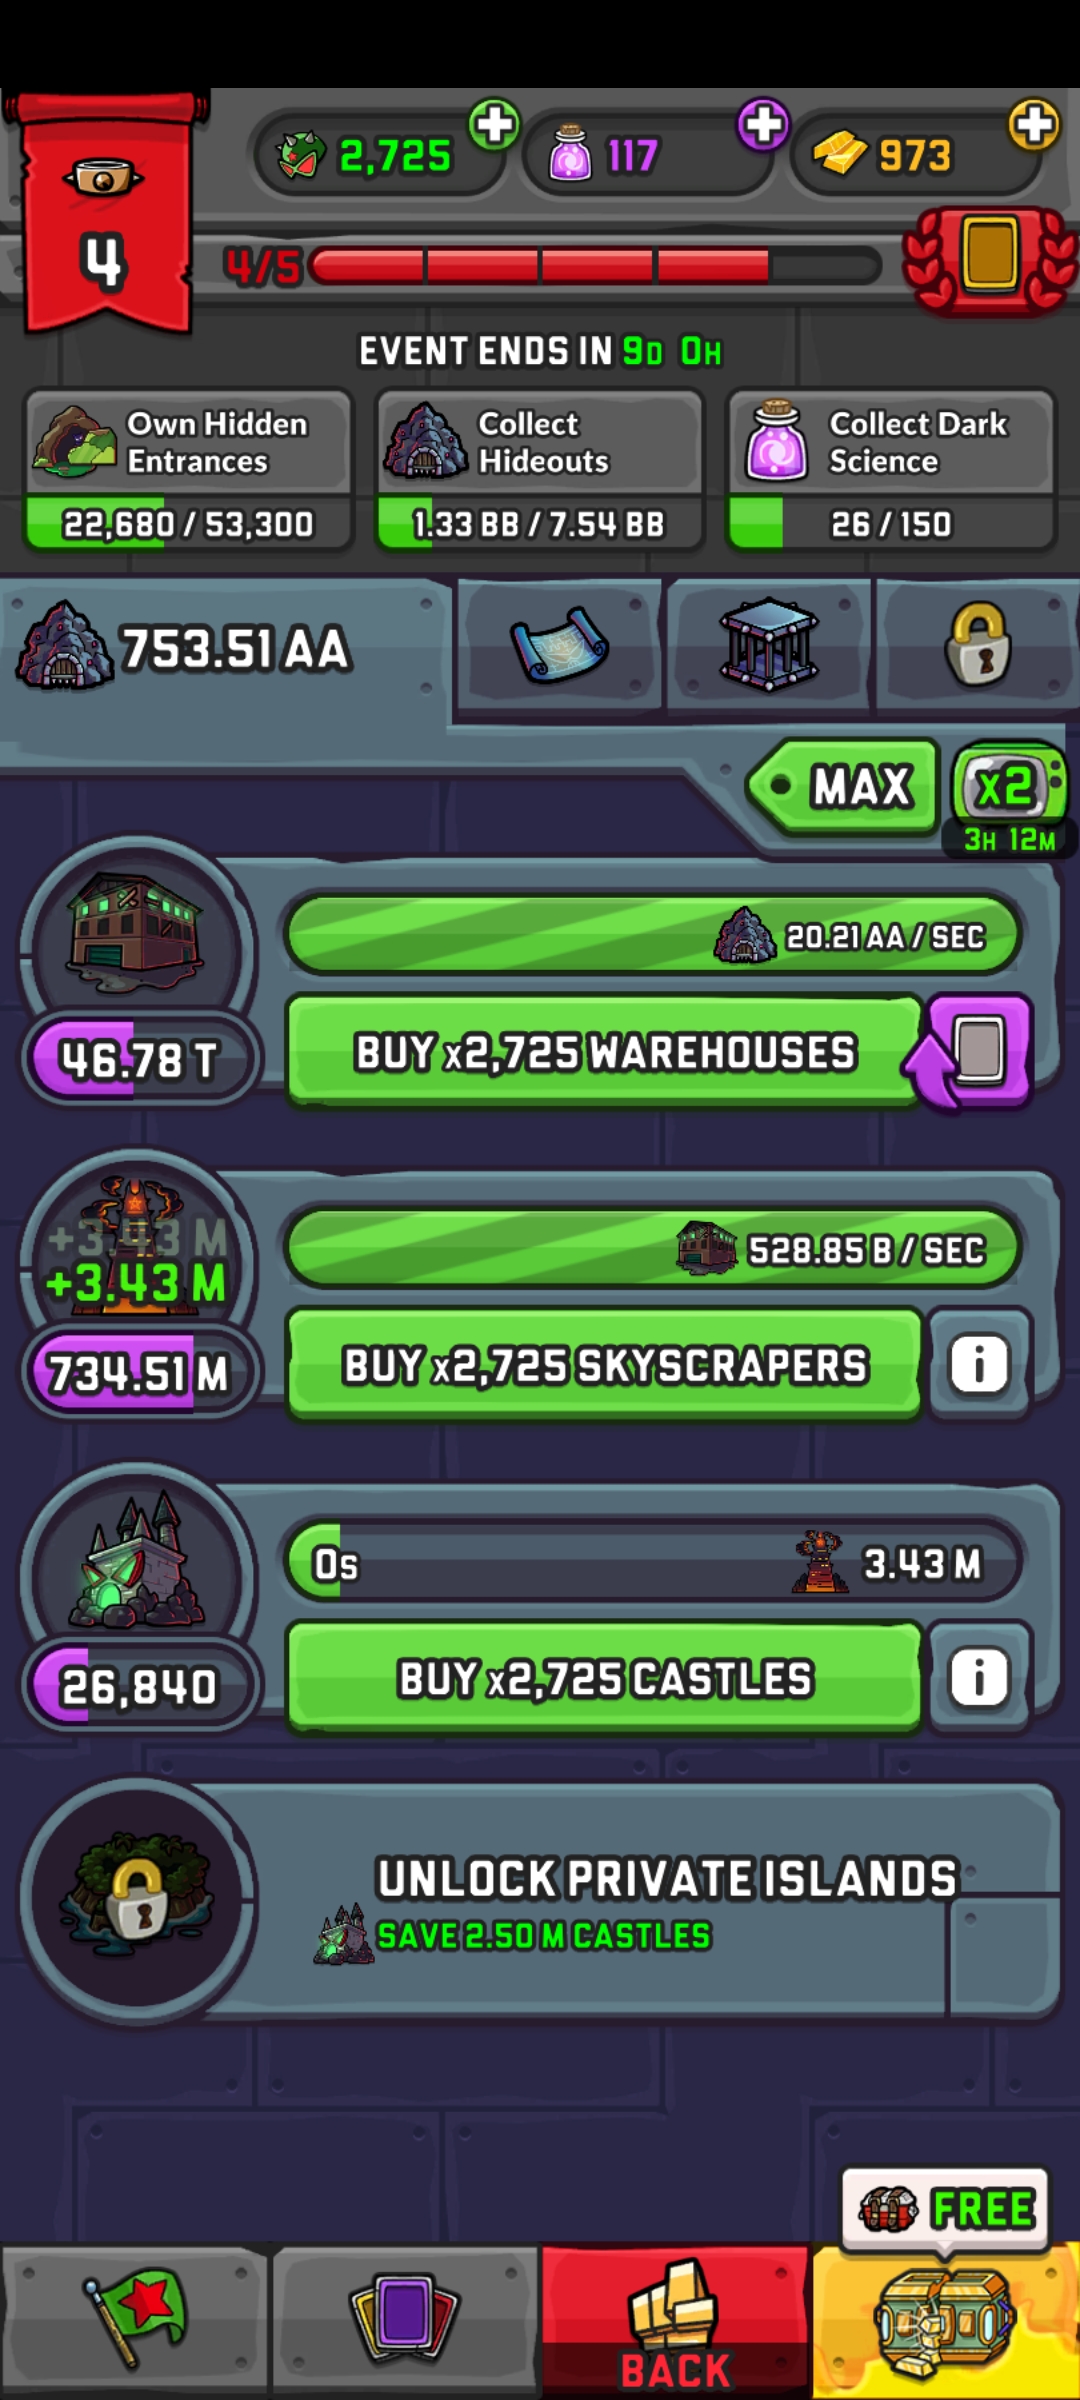 2,725
117
973
4
4/5
EVENT ENDS IN 9D 0H
Own Hidden
Entrances
22,680 / 53,300
Collect
Hideouts
1.33 BB / 7.54 BB
Collect Dark
Science
26 / 150
753.51 AA
MAX
x2
3H 12M
20.21 AA / SEC
BUY x2,725 WAREHOUSES
46.78 T
+3.43 M
+3.43 M
528.85 B / SEC
BUY x2,725 SKYSCRAPERS
i
734.51 M
0s
3.43 M
BUY x2,725 CASTLES
i
26,840
UNLOCK PRIVATE ISLANDS
SAVE 2.50 M CASTLES
FREE
BACK